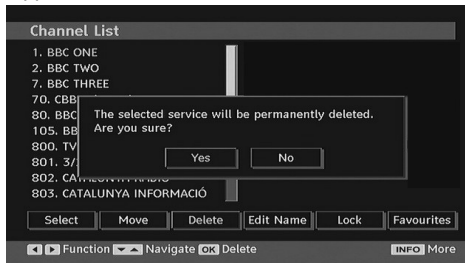 Channel List
1. BBC ONE
2. BBC TWO
7. BBC THREE
70. CBB
80. BBC
105. BB
800. TV
801. 3/
802.
803. CATALUNYA INFORMACIÓ
The selected service will be permanently deleted.
Are you sure?
Yes No
Select Move Delete Edit Name Lock Favourites
Function Navigate OK Delete INFO More